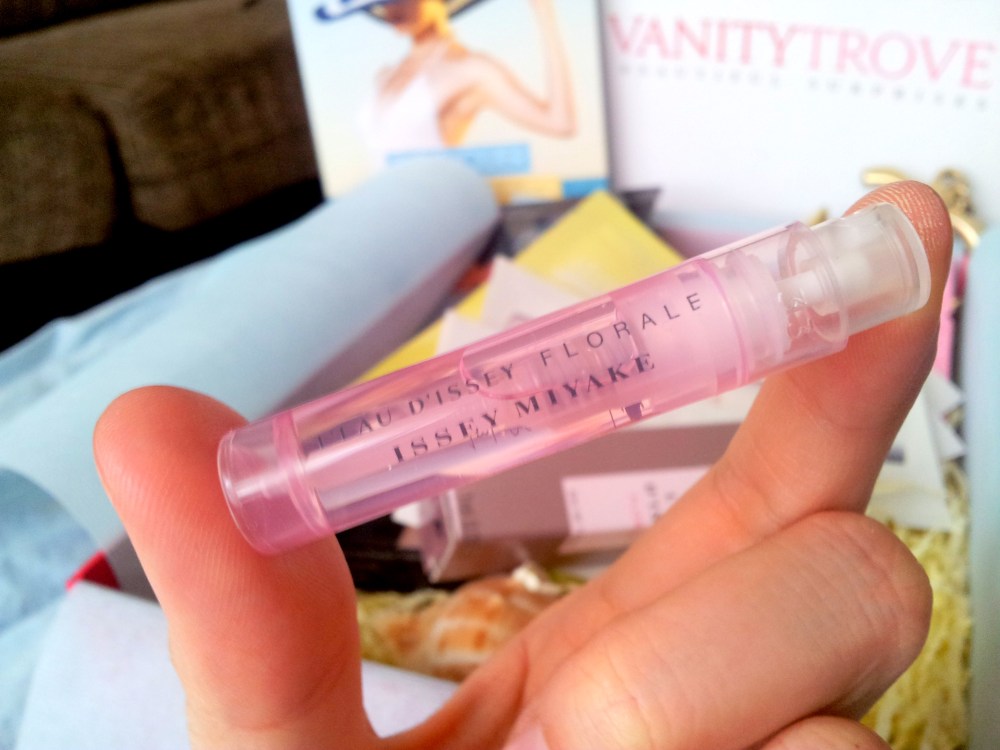 VANITYTROVE
L'EAU D'ISSEY FLORALE
ISSEY MIYAKE